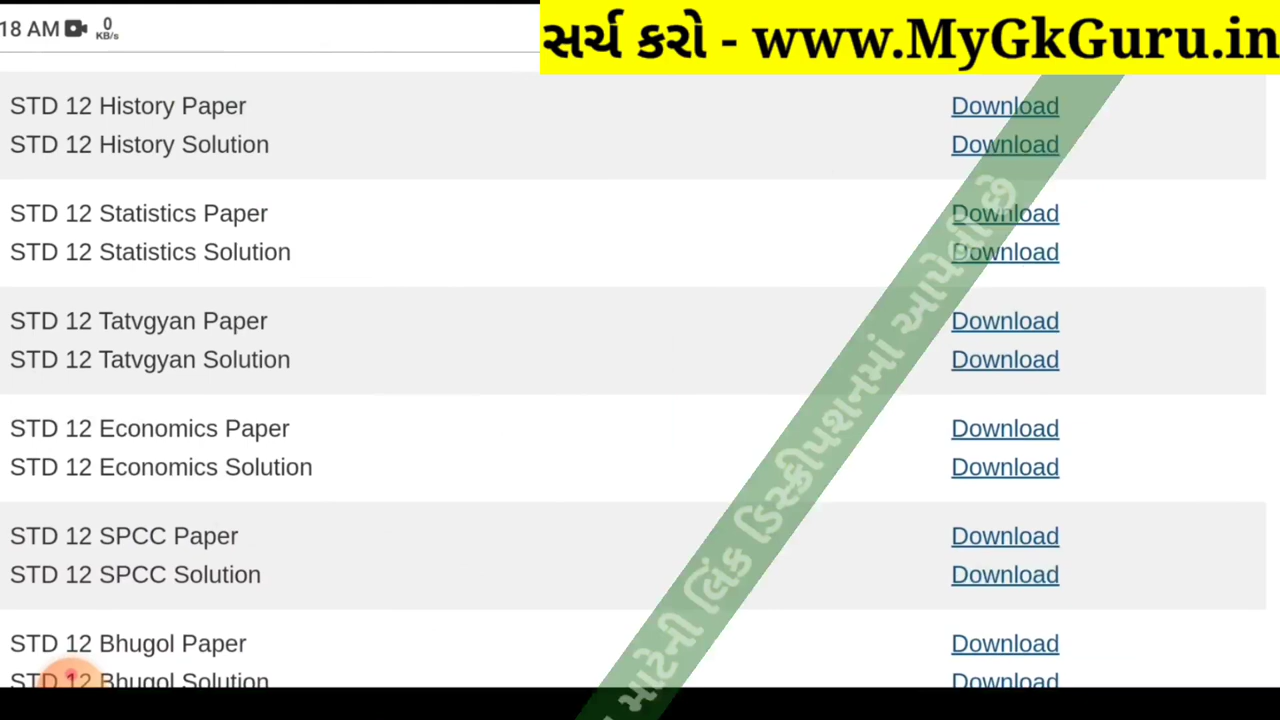 18 AM 0 KB/s
સર્ચ કરો - www.MyGkGuru.in
STD 12 History Paper Download
STD 12 History Solution Download
STD 12 Statistics Paper Download
STD 12 Statistics Solution Download
STD 12 Tatvgyan Paper Download
STD 12 Tatvgyan Solution Download
STD 12 Economics Paper Download
STD 12 Economics Solution Download
STD 12 SPCC Paper Download
STD 12 SPCC Solution Download
STD 12 Bhugol Paper Download
STD 12 Bhugol Solution Download
માટેની લિંક ડિસ્ક્રીપશનમાં આપેલી છે